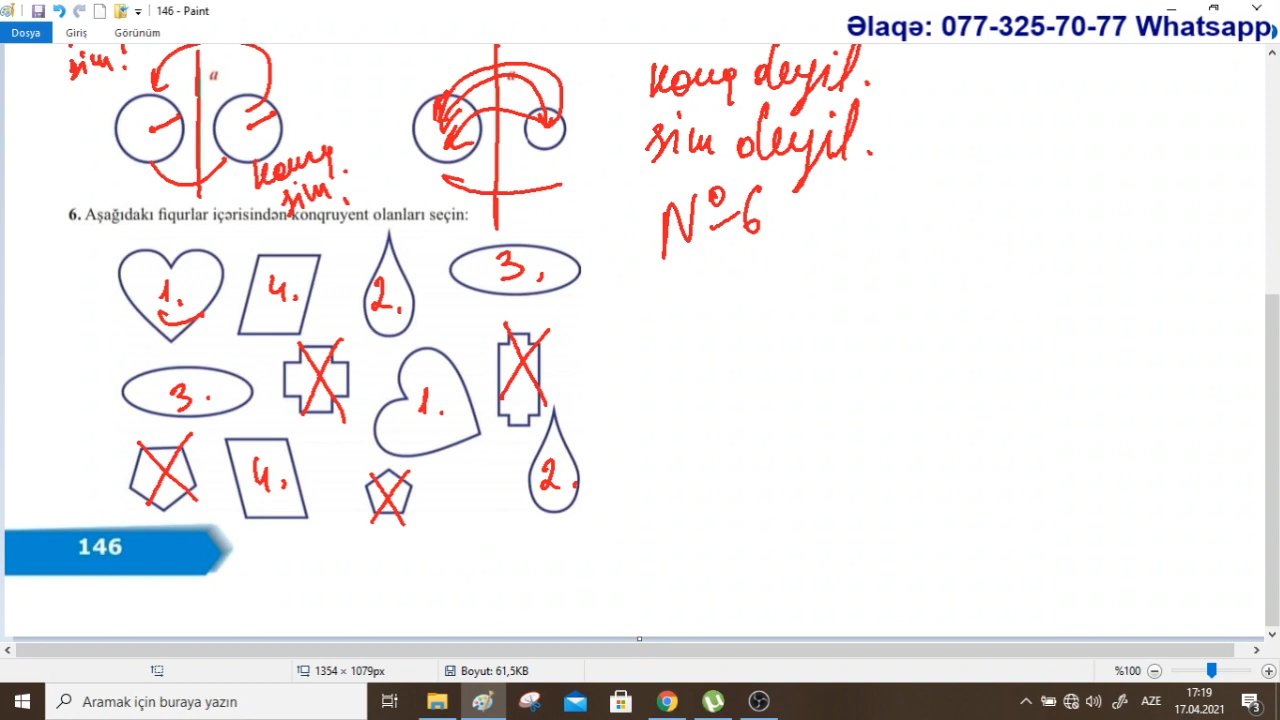 146 - Paint
Əlaqə: 077-325-70-77 Whatsapp
Dosya Giriş Görünüm
sim!
a
a
konq deyil.
sim deyil.
konq.
sim.
№6
6. Aşağıdakı fiqurlar içərisindən konqruyent olanları seçin:
1. 4. 2. 3.
3. 1.
4. 2.
146
1354 × 1079px Boyut: 61,5KB %100
Aramak için buraya yazın
AZE
17:19
17.04.2021
3